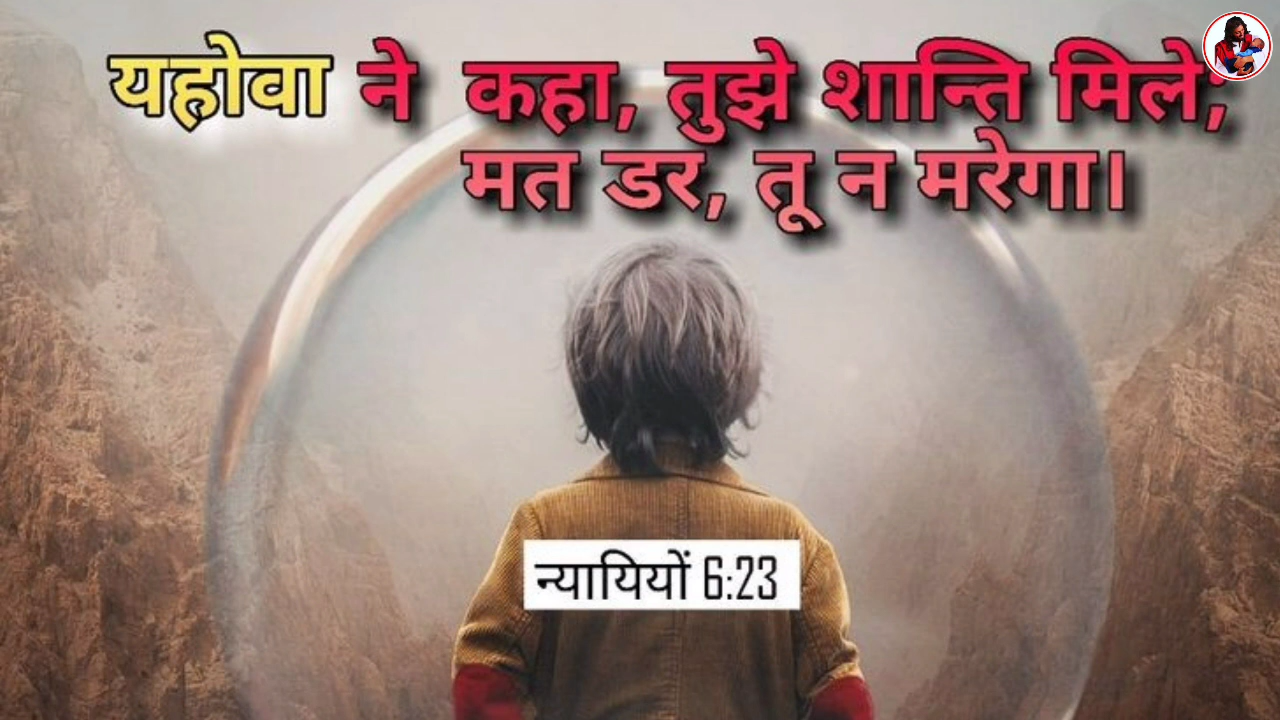 यहोवा ने कहा, तुझे शान्ति मिले;
मत डर, तू न मरेगा।
न्यायियों 6:23